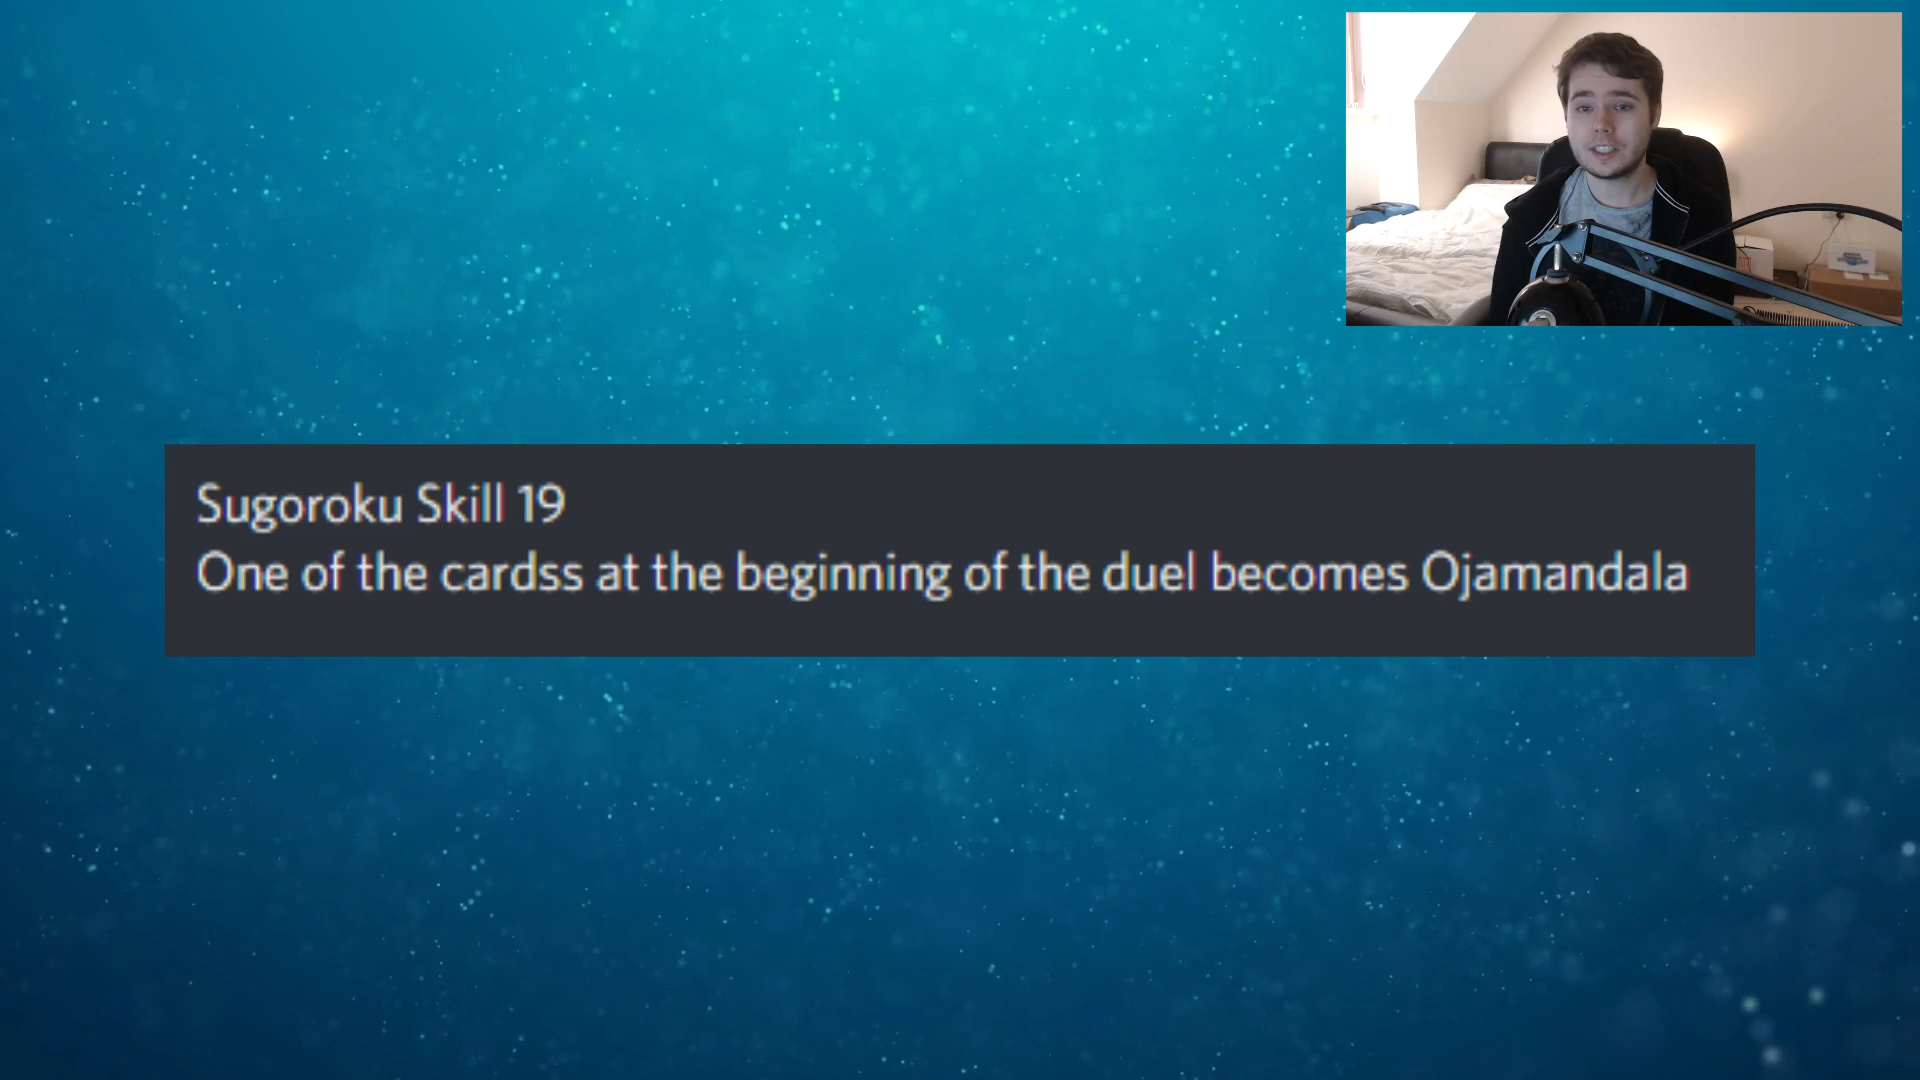 Sugoroku Skill 19
One of the cardss at the beginning of the duel becomes Ojamandala